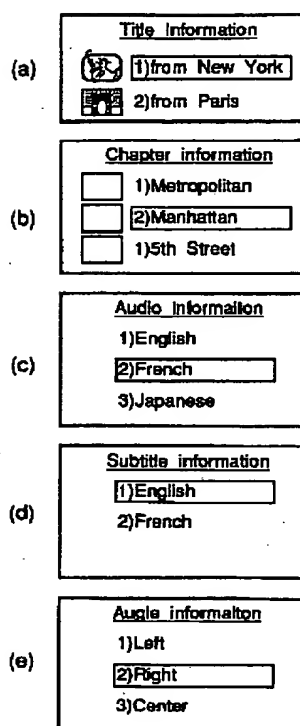 Title Information
(a)
1)from New York
2)from Paris
Chapter information
(b)
1)Metropolitan
2)Manhattan
1)5th Street
Audio Information
(c)
1)English
2)French
3)Japanese
Subtitle information
(d)
1)English
2)French
Augle informaiton
(e)
1)Left
2)Right
3)Center